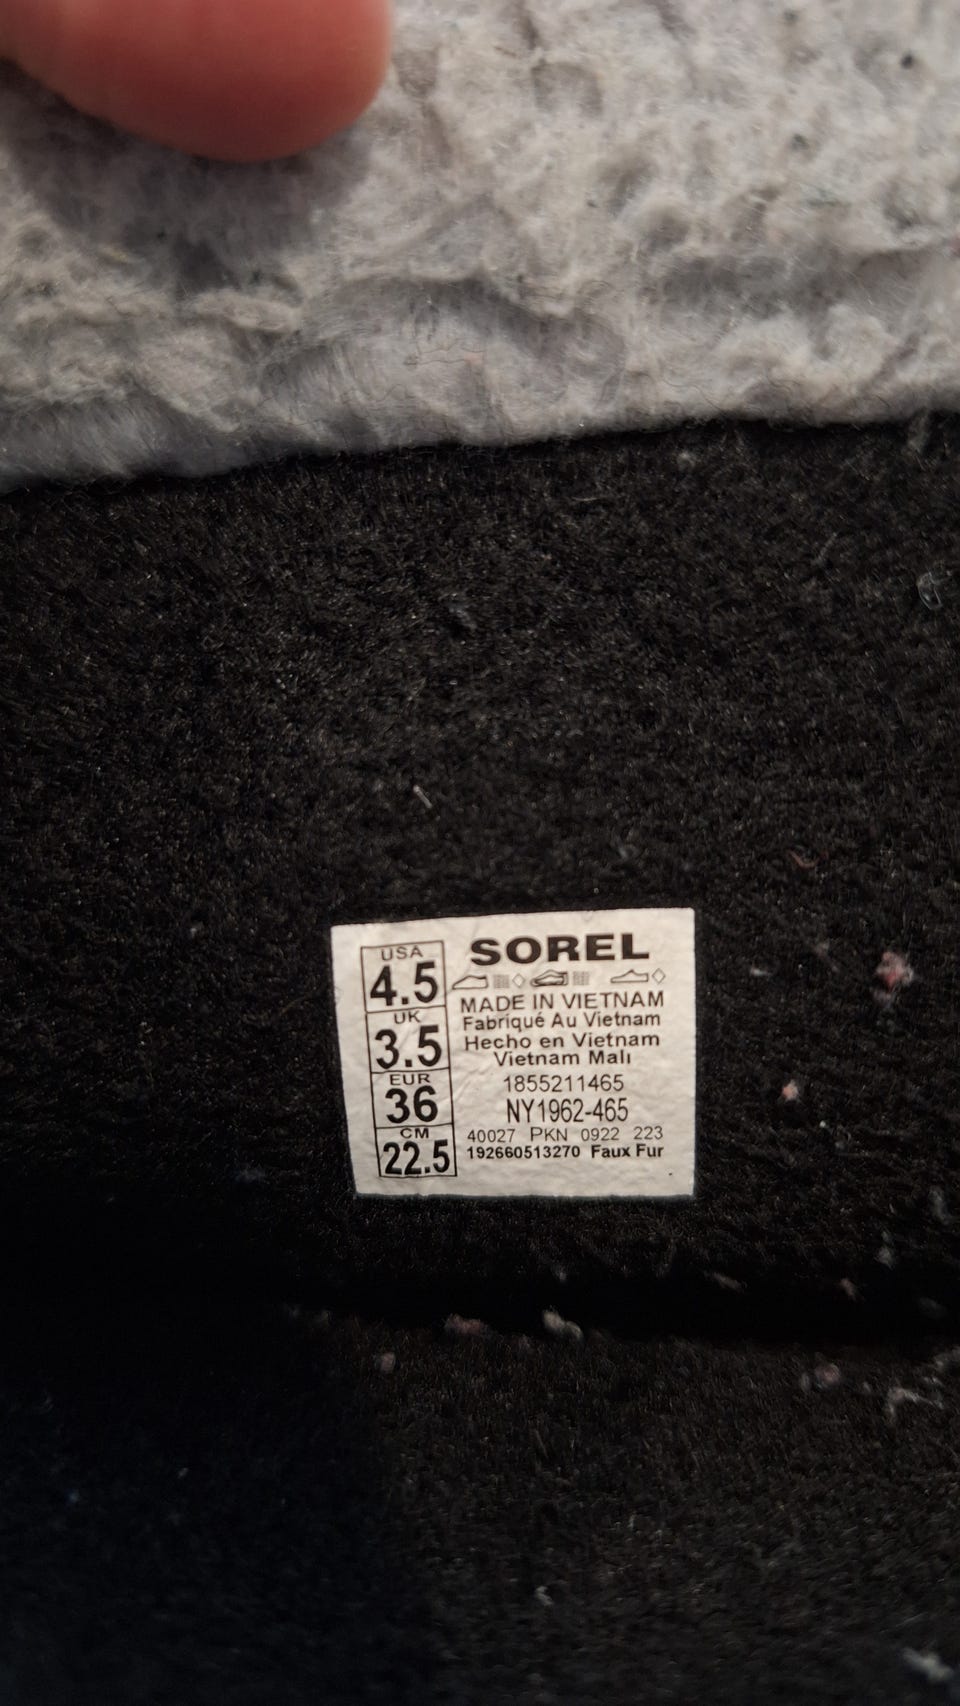 USA
4.5
UK
3.5
EUR
36
CM
22.5
SOREL
MADE IN VIETNAM
Fabriqué Au Vietnam
Hecho en Vietnam
Vietnam Malı
1855211465
NY1962-465
40027 PKN 0922 223
192660513270 Faux Fur